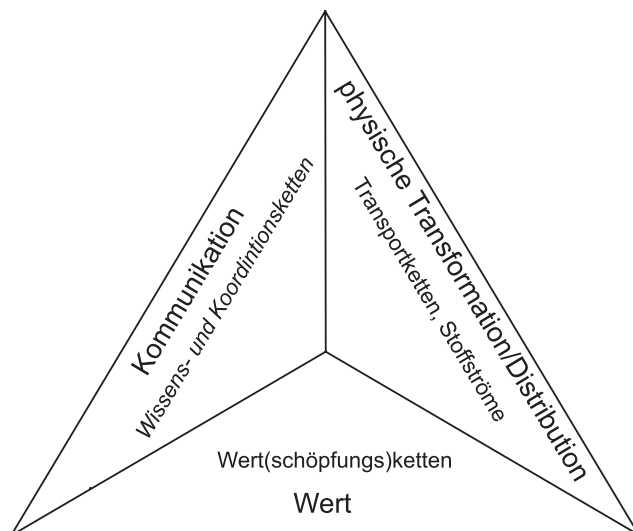 Kommunikation
Wissens- und Koordintionsketten
physische Transformation/Distribution
Transportketten, Stoffströme
Wert(schöpfungs)ketten
Wert